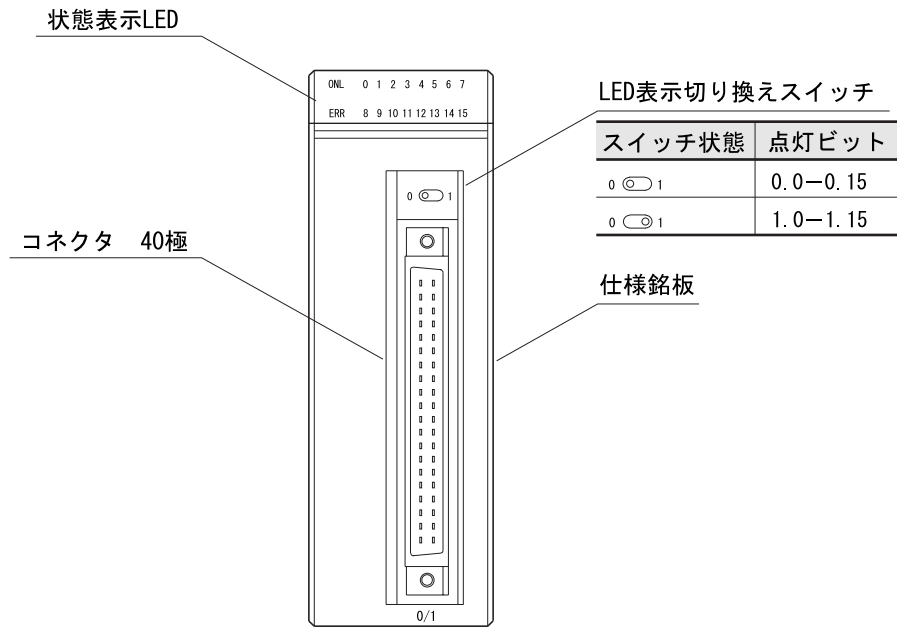 状態表示LED
ONL 0 1 2 3 4 5 6 7
ERR 8 9 10 11 12 13 14 15
0 1
コネクタ 40極
0/1
LED表示切り換えスイッチ
スイッチ状態 点灯ビット
0 1 0.0－0.15
0 1 1.0－1.15
仕様銘板